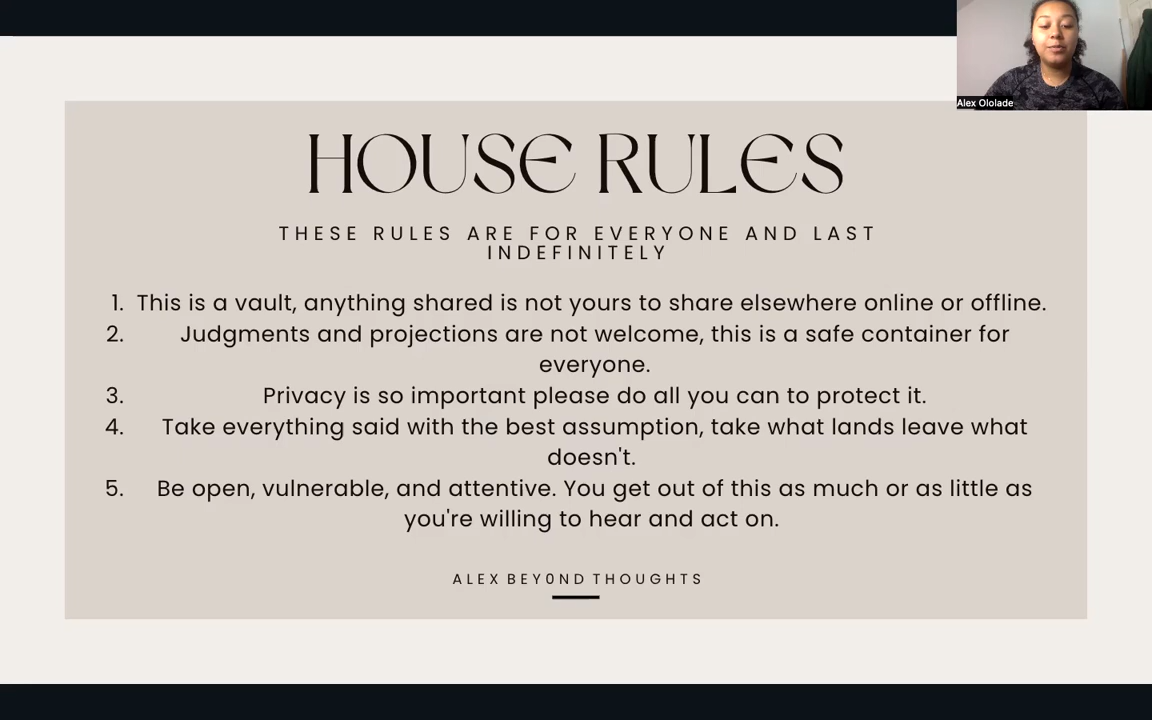 Alex Ololade
HOUSE RULES
THESE RULES ARE FOR EVERYONE AND LAST
INDEFINITELY
1. This is a vault, anything shared is not yours to share elsewhere online or offline.
2. Judgments and projections are not welcome, this is a safe container for
everyone.
3. Privacy is so important please do all you can to protect it.
4. Take everything said with the best assumption, take what lands leave what
doesn't.
5. Be open, vulnerable, and attentive. You get out of this as much or as little as
you're willing to hear and act on.
ALEX BEY0ND THOUGHTS